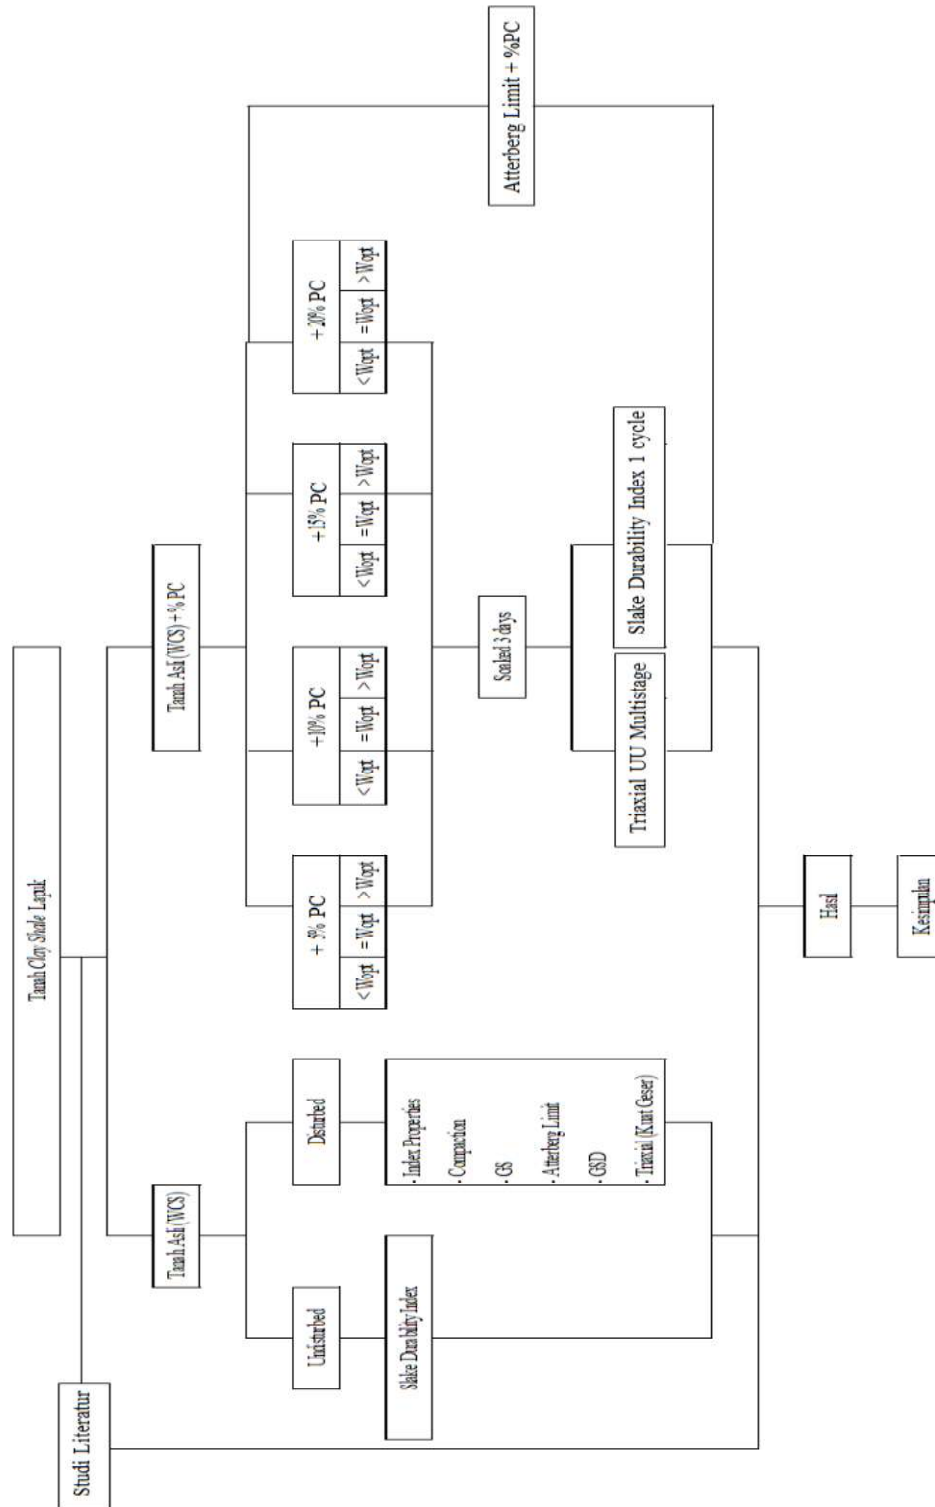 Tanah Clay Shale Lapuk
Studi Literatur
Tanah Asli (WCS)
Tanah Asli (WCS) + % PC
Undisturbed
Disturbed
+ 5% PC
<Wopt =Wopt >Wopt
+10% PC
<Wopt =Wopt >Wopt
+15% PC
<Wopt =Wopt >Wopt
+20% PC
<Wopt =Wopt >Wopt
Slake Durability Index
· Index Properties
· Compaction
· GS
· Atterberg Limit
· GSD
· Triaxial (Kuat Geser)
Soaked 3 days
Atterberg Limit + %PC
Triaxial UU Multistage
Slake Durability Index 1 cycle
Hasil
Kesimpulan